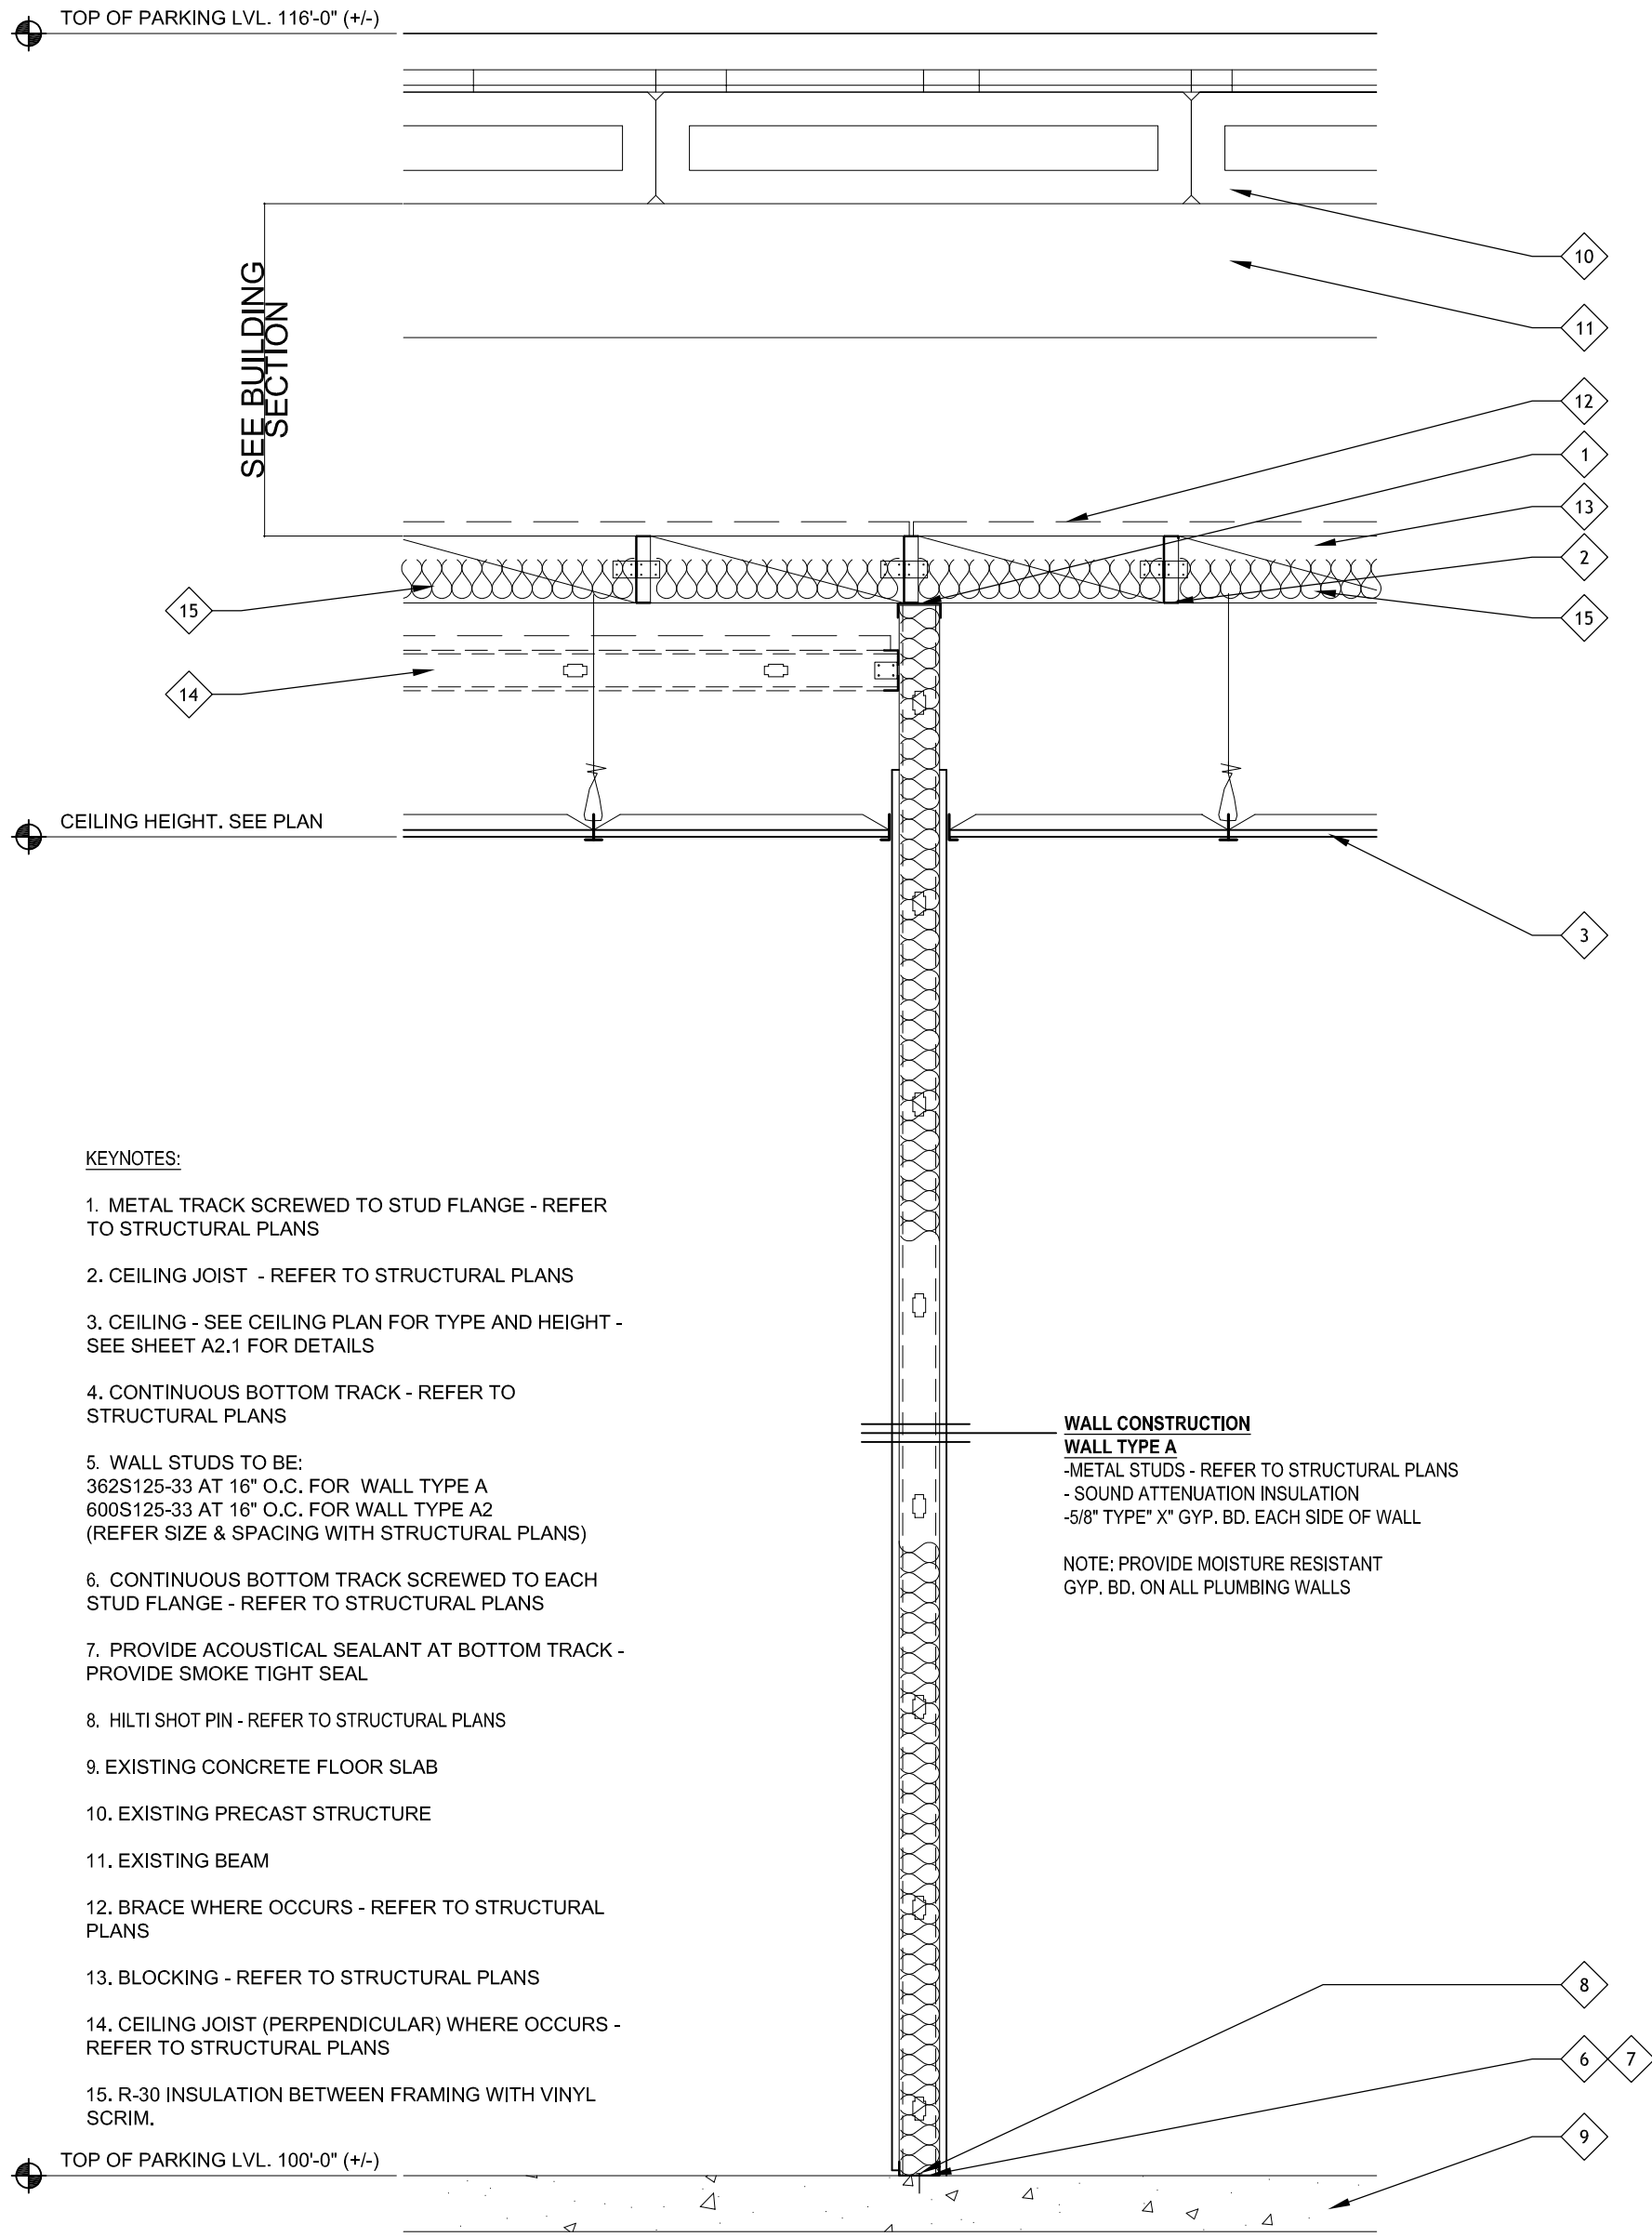 TOP OF PARKING LVL. 116'-0" (+/-)
10
11
SEE BUILDING
SECTION
12
1
13
2
15
15
14
CEILING HEIGHT. SEE PLAN
3
KEYNOTES:
1. METAL TRACK SCREWED TO STUD FLANGE - REFER
TO STRUCTURAL PLANS
2. CEILING JOIST - REFER TO STRUCTURAL PLANS
3. CEILING - SEE CEILING PLAN FOR TYPE AND HEIGHT -
SEE SHEET A2.1 FOR DETAILS
4. CONTINUOUS BOTTOM TRACK - REFER TO
STRUCTURAL PLANS
5. WALL STUDS TO BE:
362S125-33 AT 16" O.C. FOR WALL TYPE A
600S125-33 AT 16" O.C. FOR WALL TYPE A2
(REFER SIZE & SPACING WITH STRUCTURAL PLANS)
6. CONTINUOUS BOTTOM TRACK SCREWED TO EACH
STUD FLANGE - REFER TO STRUCTURAL PLANS
7. PROVIDE ACOUSTICAL SEALANT AT BOTTOM TRACK -
PROVIDE SMOKE TIGHT SEAL
8. HILTI SHOT PIN - REFER TO STRUCTURAL PLANS
9. EXISTING CONCRETE FLOOR SLAB
10. EXISTING PRECAST STRUCTURE
11. EXISTING BEAM
12. BRACE WHERE OCCURS - REFER TO STRUCTURAL
PLANS
13. BLOCKING - REFER TO STRUCTURAL PLANS
14. CEILING JOIST (PERPENDICULAR) WHERE OCCURS -
REFER TO STRUCTURAL PLANS
15. R-30 INSULATION BETWEEN FRAMING WITH VINYL
SCRIM.
WALL CONSTRUCTION
WALL TYPE A
-METAL STUDS - REFER TO STRUCTURAL PLANS
- SOUND ATTENUATION INSULATION
-5/8" TYPE" X" GYP. BD. EACH SIDE OF WALL
NOTE: PROVIDE MOISTURE RESISTANT
GYP. BD. ON ALL PLUMBING WALLS
8
6 7
9
TOP OF PARKING LVL. 100'-0" (+/-)